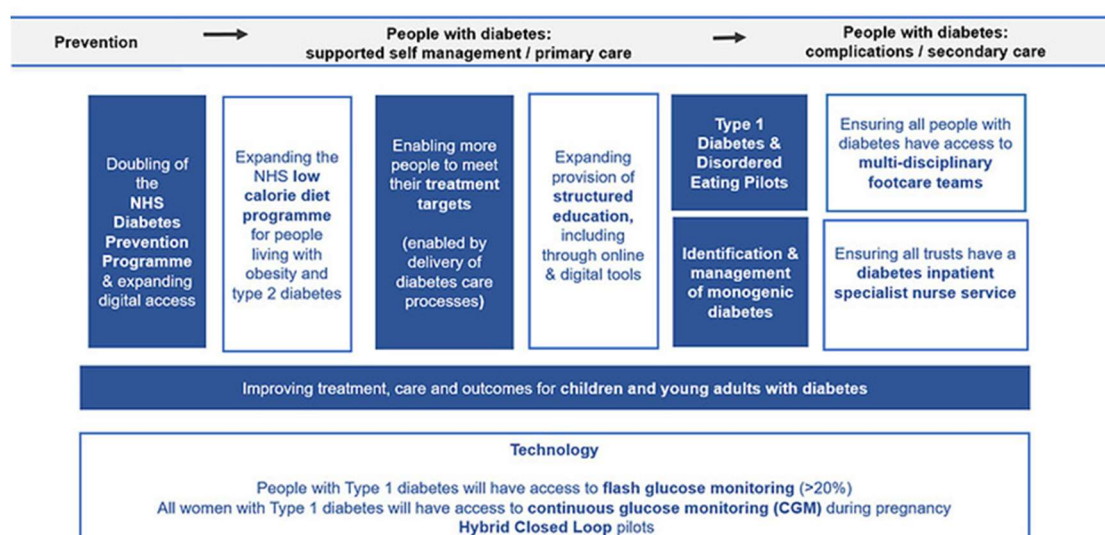 Prevention
People with diabetes:
supported self management / primary care
People with diabetes:
complications / secondary care
Doubling of
the
NHS
Diabetes
Prevention
Programme
& expanding
digital access
Expanding the
NHS low
calorie diet
programme
for people
living with
obesity and
type 2 diabetes
Enabling more
people to meet
their treatment
targets
(enabled by
delivery of
diabetes care
processes)
Expanding
provision of
structured
education,
including
through online
& digital tools
Type 1
Diabetes &
Disordered
Eating Pilots
Identification &
management
of monogenic
diabetes
Ensuring all people with
diabetes have access to
multi-disciplinary
footcare teams
Ensuring all trusts have a
diabetes inpatient
specialist nurse service
Improving treatment, care and outcomes for children and young adults with diabetes
Technology
People with Type 1 diabetes will have access to flash glucose monitoring (>20%)
All women with Type 1 diabetes will have access to continuous glucose monitoring (CGM) during pregnancy
Hybrid Closed Loop pilots